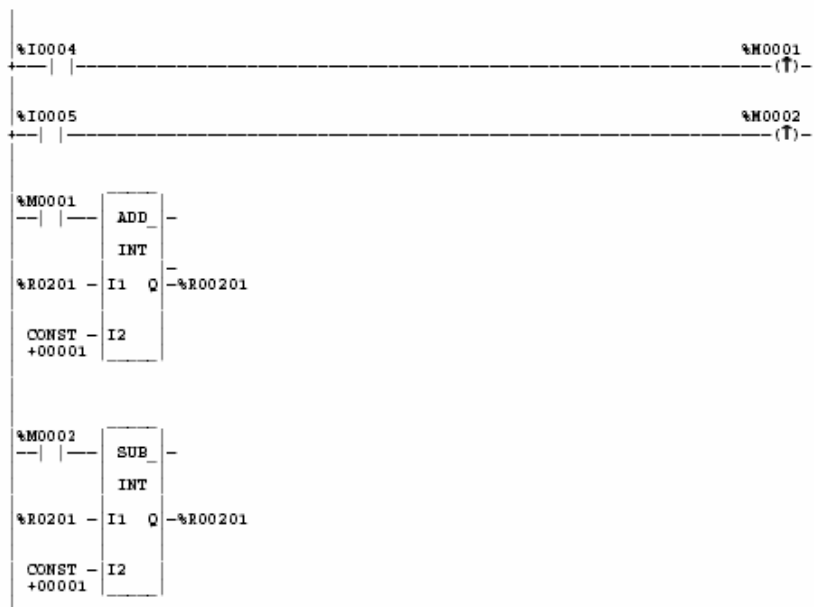 %I0004 %M0001
(↑)
%I0005 %M0002
(↑)
%M0001
ADD_
INT
%R0201 I1 Q %R00201
CONST I2
+00001
%M0002
SUB_
INT
%R0201 I1 Q %R00201
CONST I2
+00001